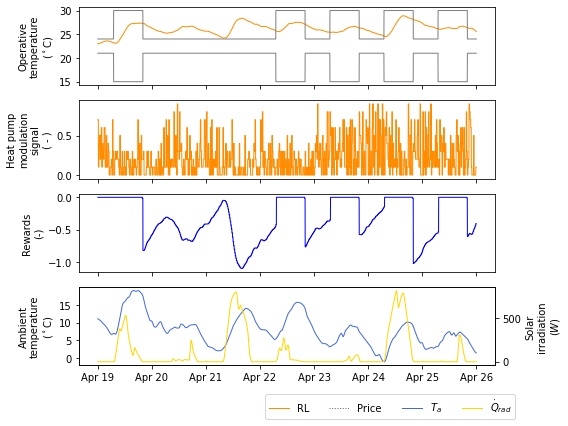 Operative
temperature
(°C)
30
25
20
15
Heat pump
modulation
signal
( - )
0.5
0.0
Rewards
(-)
0.0
−0.5
−1.0
Ambient
temperature
(°C)
15
10
5
0
500
0
Solar
irradiation
(W)
Apr 19 Apr 20 Apr 21 Apr 22 Apr 23 Apr 24 Apr 25 Apr 26
RL Price T_a Q̇_rad